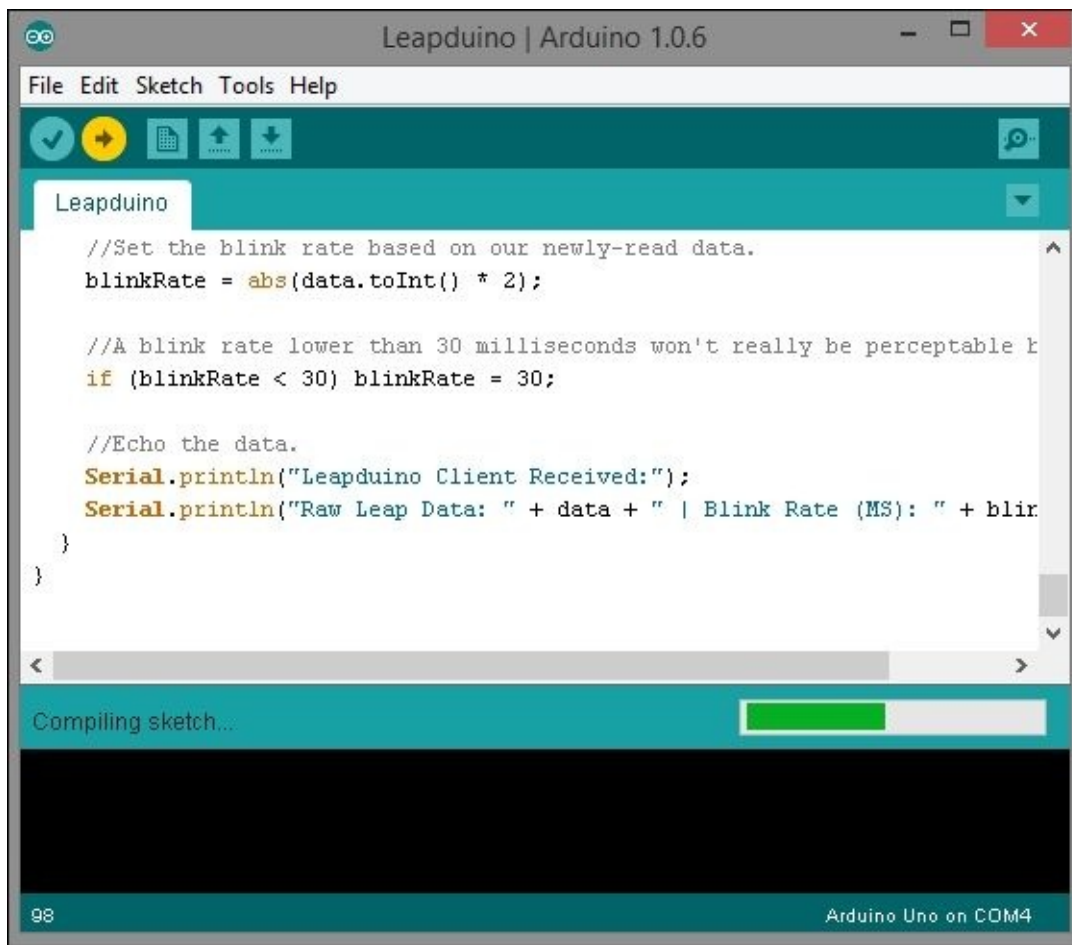 Leapduino | Arduino 1.0.6
File Edit Sketch Tools Help
Leapduino
//Set the blink rate based on our newly-read data.
blinkRate = abs(data.toInt() * 2);
//A blink rate lower than 30 milliseconds won't really be perceptable
if (blinkRate < 30) blinkRate = 30;
//Echo the data.
Serial.println("Leapduino Client Received:");
Serial.println("Raw Leap Data: " + data + " | Blink Rate (MS): " +
}
}
Compiling sketch...
98
Arduino Uno on COM4